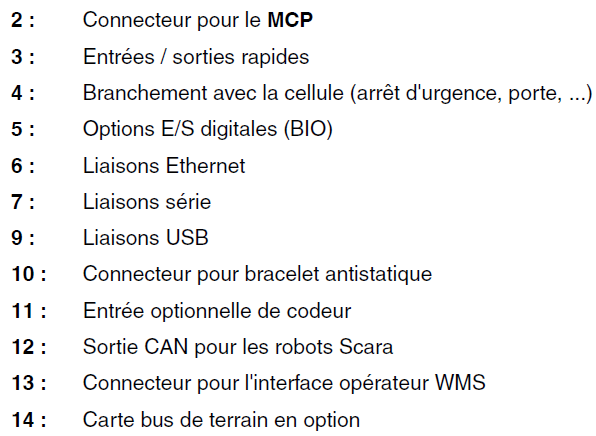 2 : Connecteur pour le MCP
3 : Entrées / sorties rapides
4 : Branchement avec la cellule (arrêt d'urgence, porte, ...)
5 : Options E/S digitales (BIO)
6 : Liaisons Ethernet
7 : Liaisons série
9 : Liaisons USB
10 : Connecteur pour bracelet antistatique
11 : Entrée optionnelle de codeur
12 : Sortie CAN pour les robots Scara
13 : Connecteur pour l'interface opérateur WMS
14 : Carte bus de terrain en option